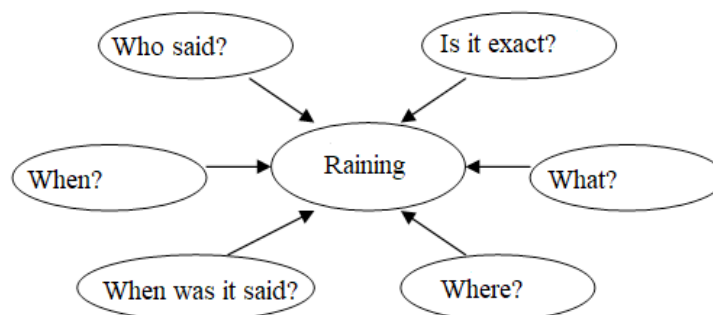 Who said?
Is it exact?
When?
Raining
What?
When was it said?
Where?